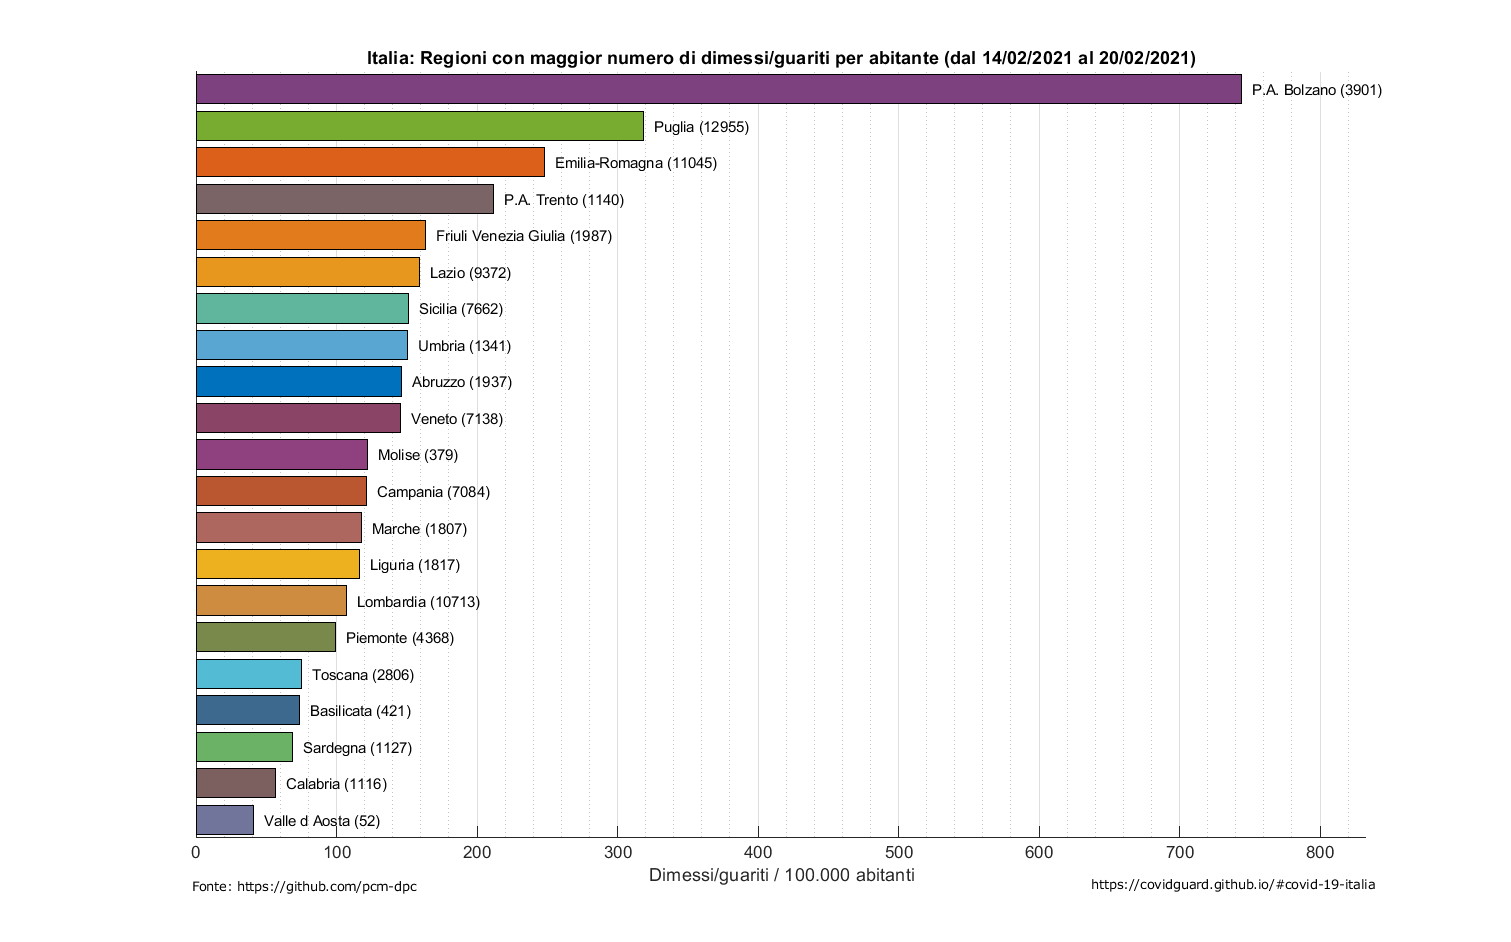 Italia: Regioni con maggior numero di dimessi/guariti per abitante (dal 14/02/2021 al 20/02/2021)
P.A. Bolzano (3901)
Puglia (12955)
Emilia-Romagna (11045)
P.A. Trento (1140)
Friuli Venezia Giulia (1987)
Lazio (9372)
Sicilia (7662)
Umbria (1341)
Abruzzo (1937)
Veneto (7138)
Molise (379)
Campania (7084)
Marche (1807)
Liguria (1817)
Lombardia (10713)
Piemonte (4368)
Toscana (2806)
Basilicata (421)
Sardegna (1127)
Calabria (1116)
Valle d Aosta (52)
0 100 200 300 400 500 600 700 800
Dimessi/guariti / 100.000 abitanti
Fonte: https://github.com/pcm-dpc
https://covidguard.github.io/#covid-19-italia